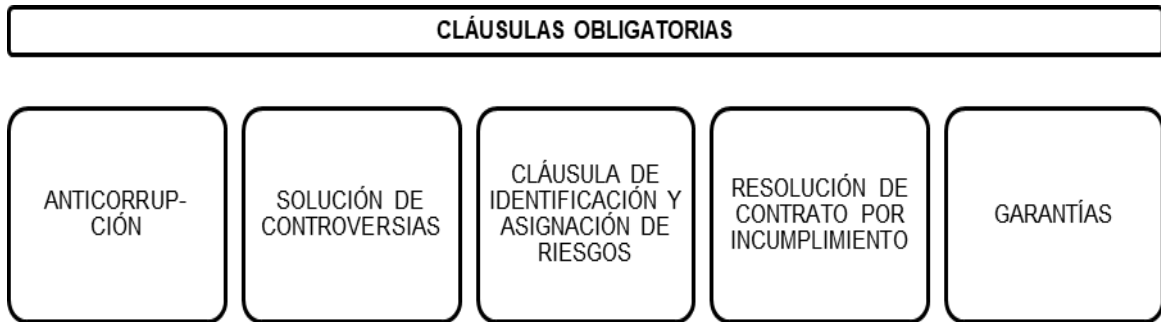 CLÁUSULAS OBLIGATORIAS
ANTICORRUP-
CIÓN
SOLUCIÓN DE
CONTROVERSIAS
CLÁUSULA DE
IDENTIFICACIÓN Y
ASIGNACIÓN DE
RIESGOS
RESOLUCIÓN DE
CONTRATO POR
INCUMPLIMIENTO
GARANTÍAS